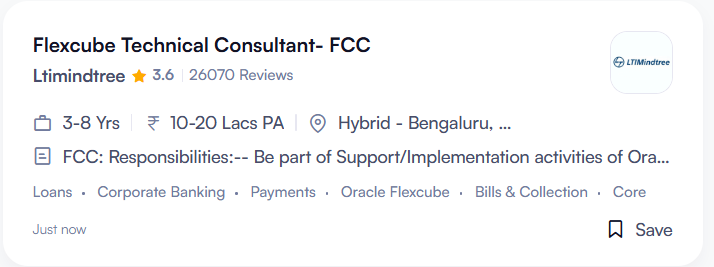 Flexcube Technical Consultant- FCC
LTIMindtree
Ltimindtree 3.6 26070 Reviews
3-8 Yrs ₹ 10-20 Lacs PA Hybrid - Bengaluru, ...
FCC: Responsibilities:-- Be part of Support/Implementation activities of Ora...
Loans · Corporate Banking · Payments · Oracle Flexcube · Bills & Collection · Core
Just now Save